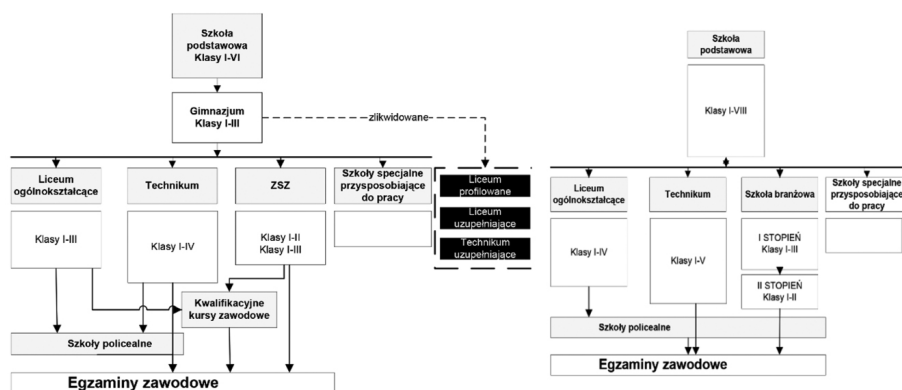 Szkoła
podstawowa
Klasy I-VI
Gimnazjum
Klasy I-III
zlikwidowane
Liceum
ogólnokształcące
Technikum
ZSZ
Szkoły specjalne
przysposobiające
do pracy
Klasy I-III
Klasy I-IV
Klasy I-II
Klasy I-III
Liceum
profilowane
Liceum
uzupełniające
Technikum
uzupełniające
Kwalifikacyjne
kursy zawodowe
Szkoły policealne
Egzaminy zawodowe
Szkoła
podstawowa
Klasy I-VIII
Liceum
ogólnokształcące
Technikum
Szkoła branżowa
Szkoły specjalne
przysposobiające
do pracy
Klasy I-IV
Klasy I-V
I STOPIEŃ
Klasy I-III
II STOPIEŃ
Klasy I-II
Szkoły policealne
Egzaminy zawodowe